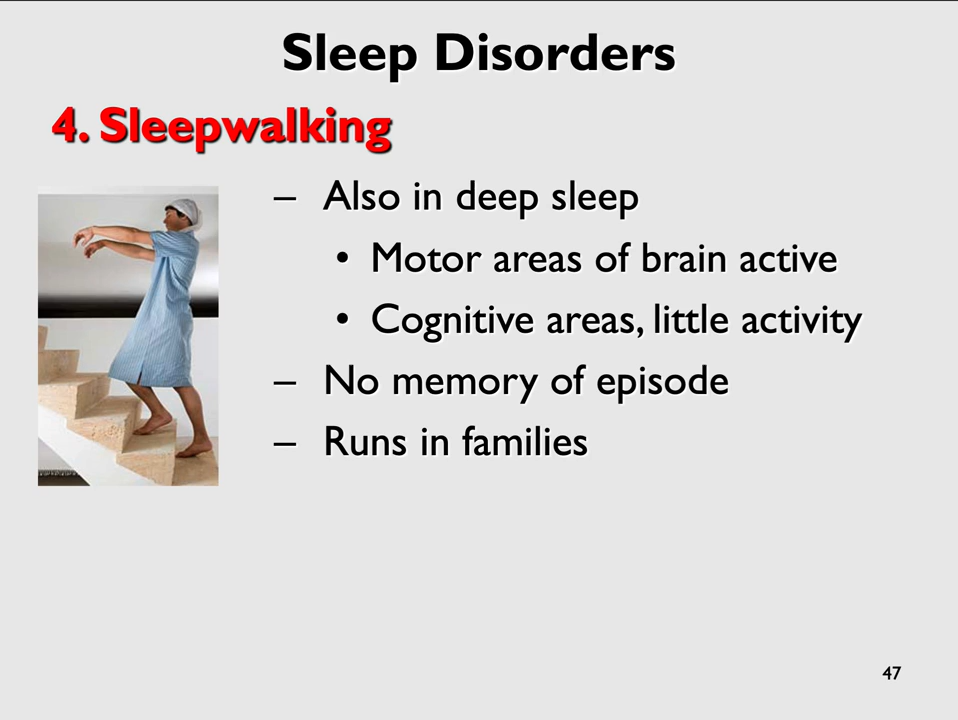 Sleep Disorders
4. Sleepwalking
– Also in deep sleep
• Motor areas of brain active
• Cognitive areas, little activity
– No memory of episode
– Runs in families
47